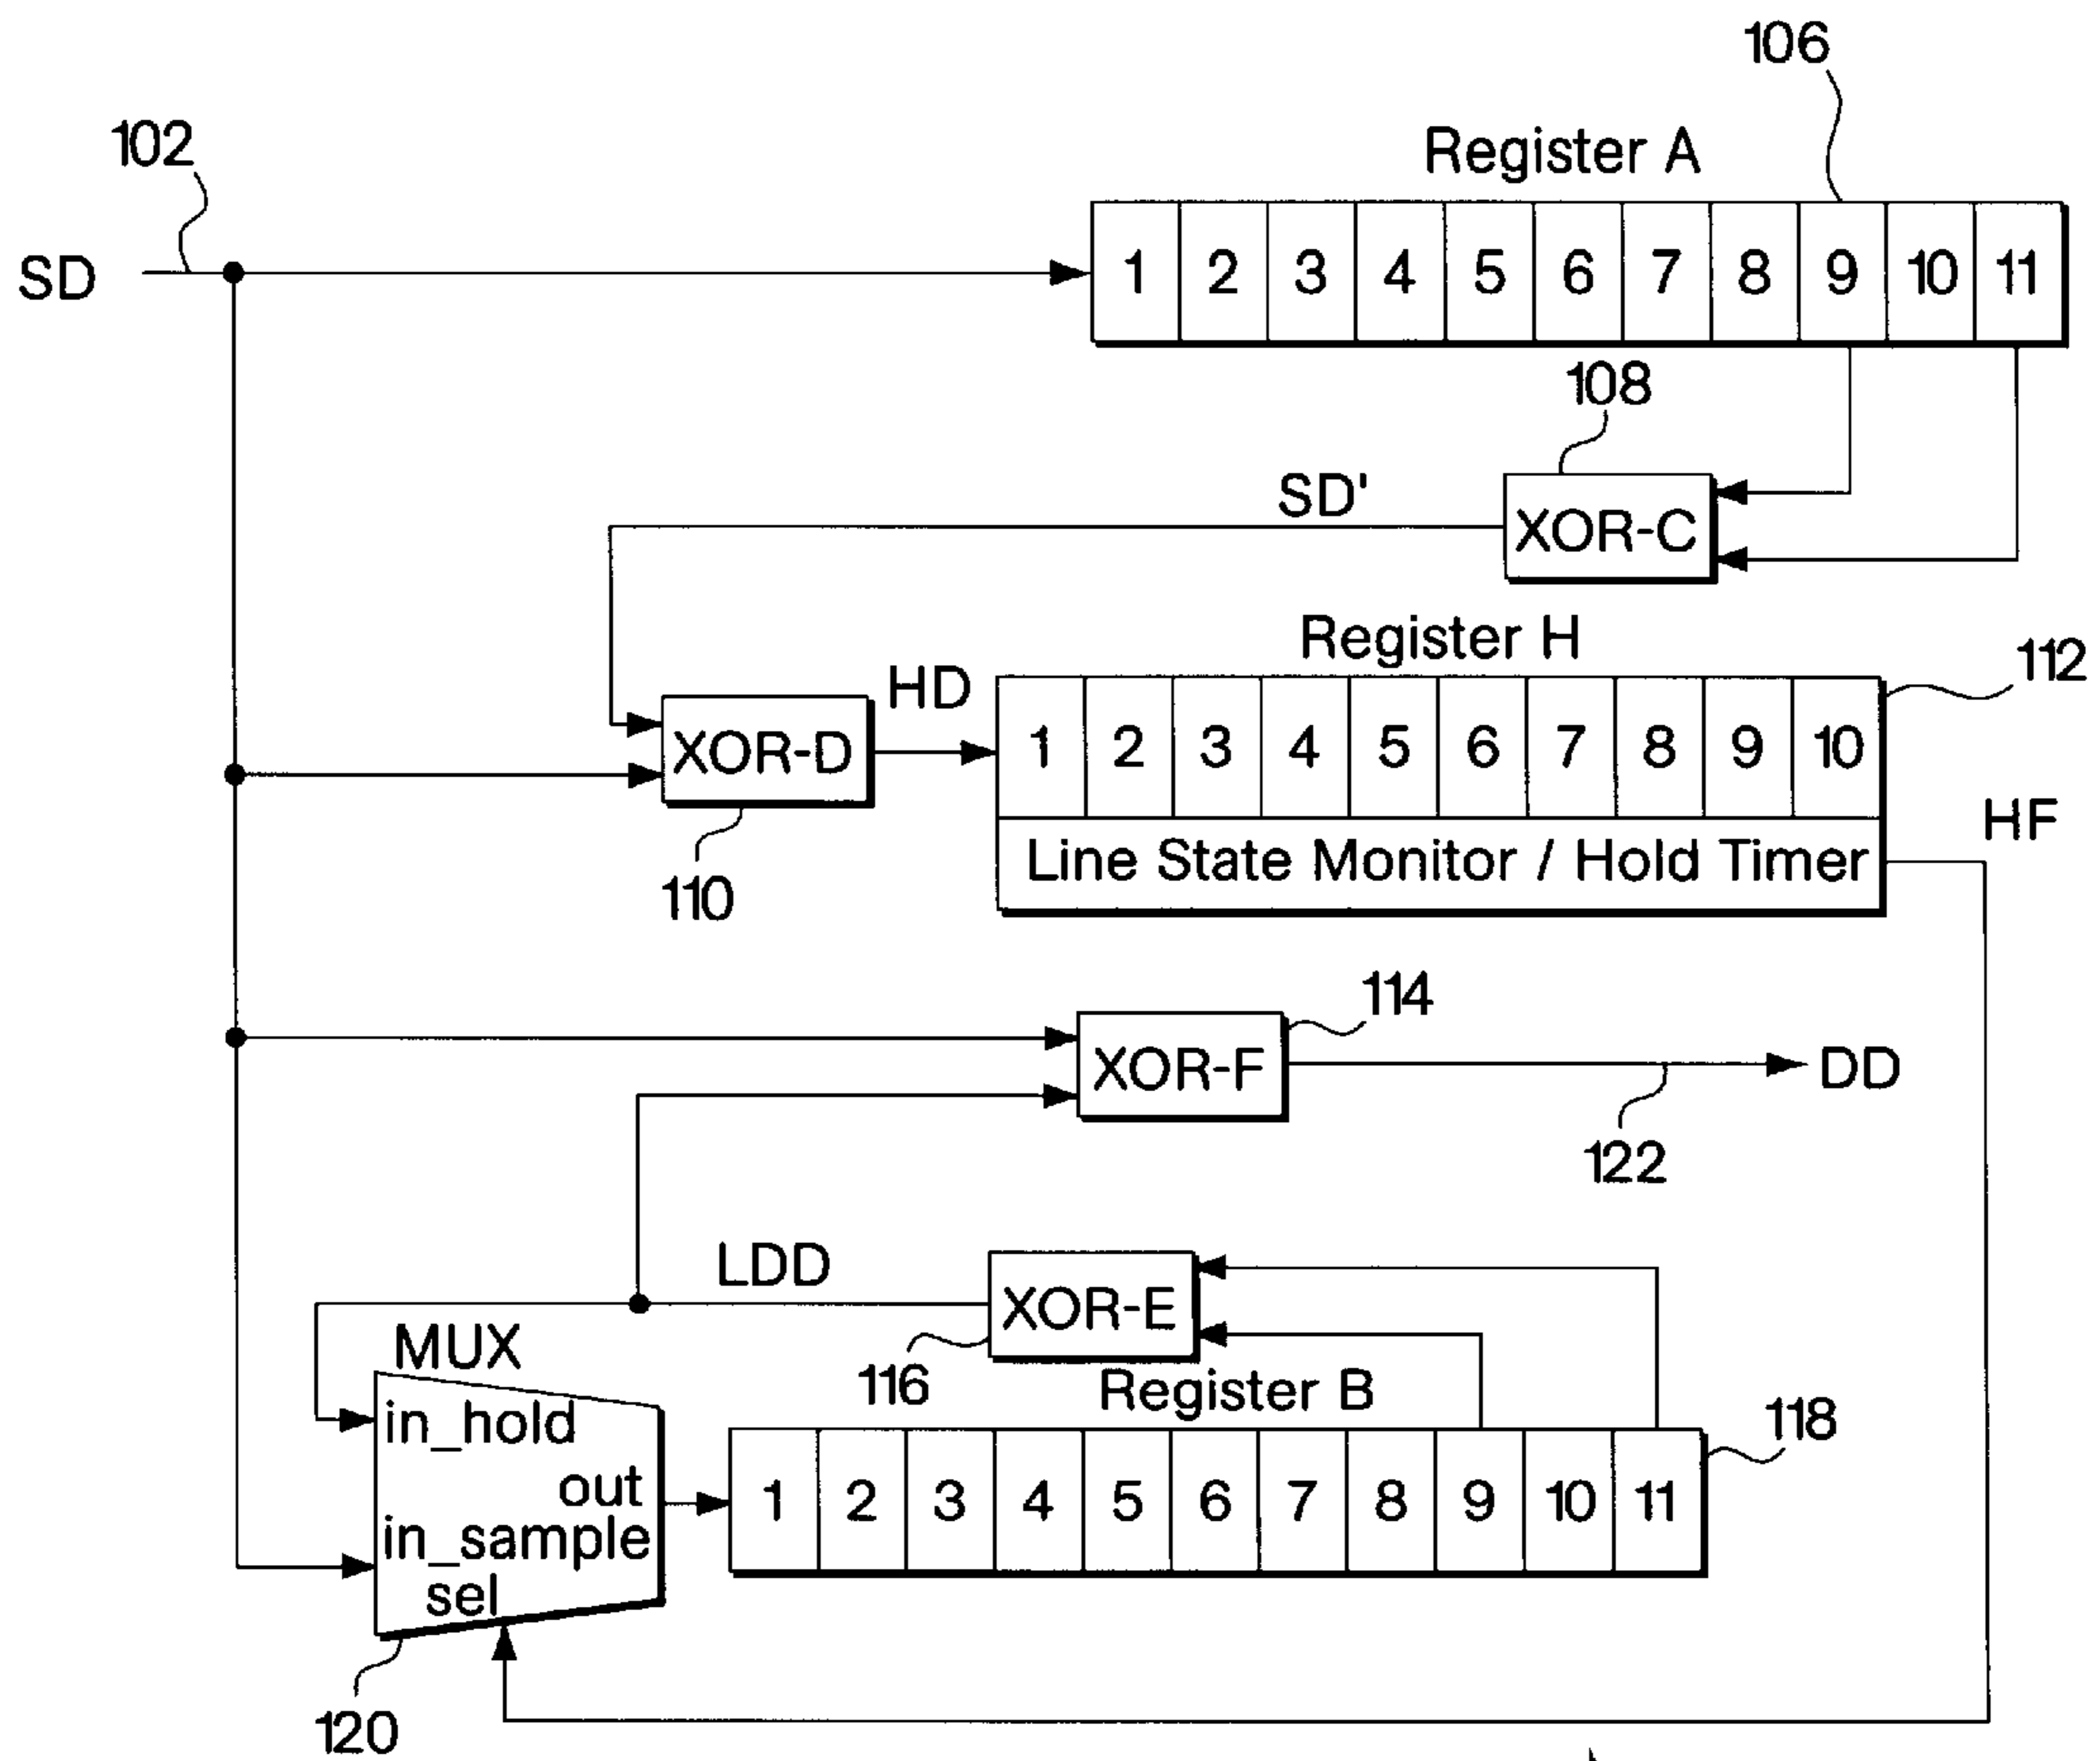 106
102
Register A
SD
1 2 3 4 5 6 7 8 9 10 11
108
SD'
XOR-C
Register H
112
HD
XOR-D
1 2 3 4 5 6 7 8 9 10
HF
Line State Monitor / Hold Timer
110
114
XOR-F
DD
122
LDD
XOR-E
MUX
116
Register B
118
in_hold
out
1 2 3 4 5 6 7 8 9 10 11
in_sample
sel
120